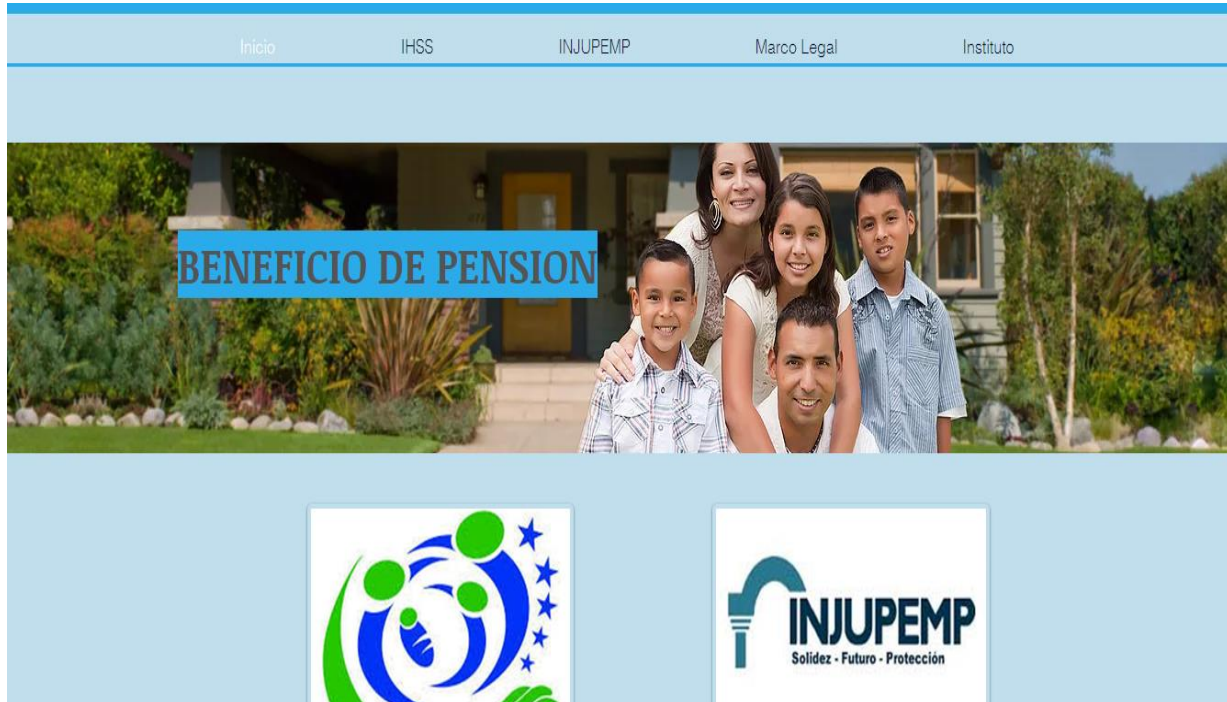 Inicio IHSS INJUPEMP Marco Legal Instituto
BENEFICIO DE PENSION
INJUPEMP
Solidez - Futuro - Protección